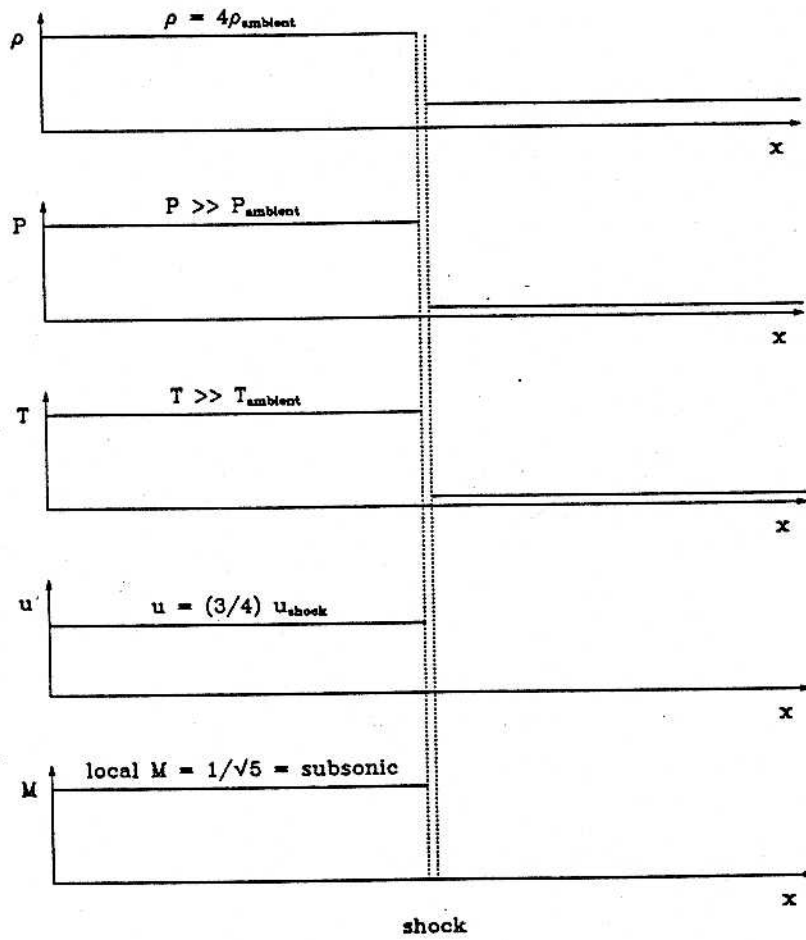 ρ = 4ρambient
ρ
x
P >> Pambient
P
x
T >> Tambient
T
x
u = (3/4) ushock
u
x
local M = 1/√5 = subsonic
M
x
shock